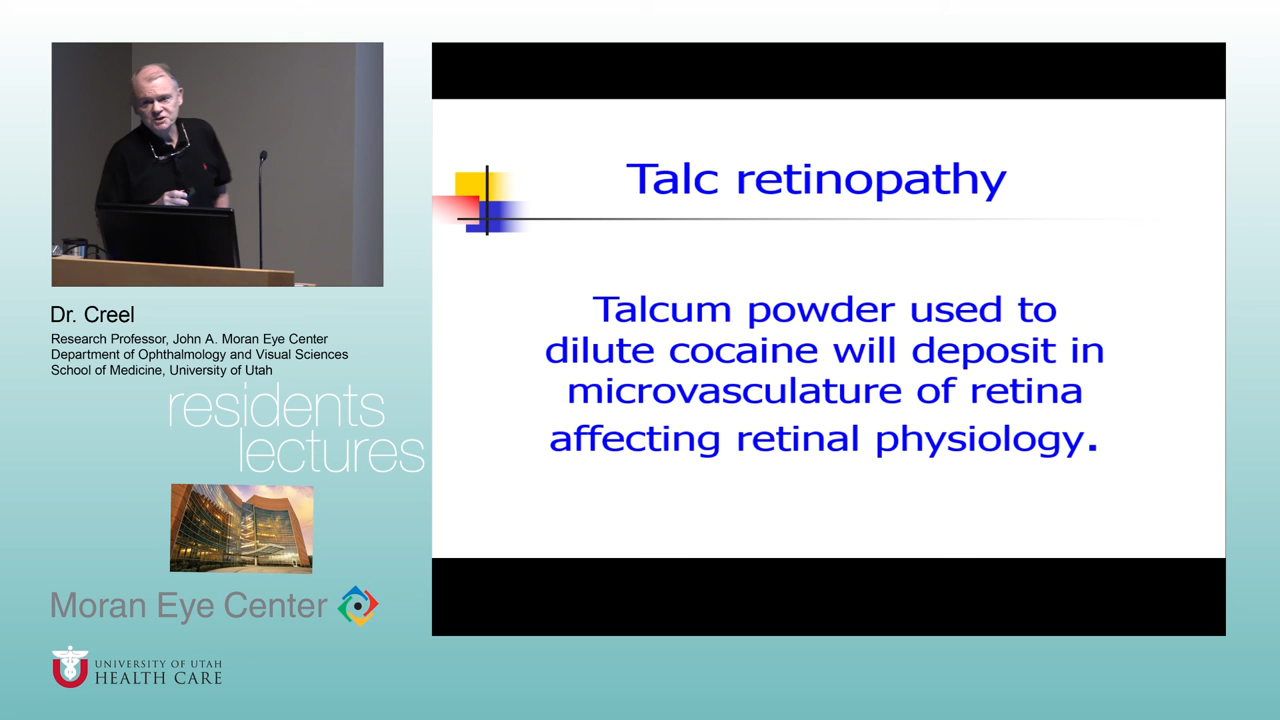 Dr. Creel
Research Professor, John A. Moran Eye Center
Department of Ophthalmology and Visual Sciences
School of Medicine, University of Utah
residents
lectures
Moran Eye Center
UNIVERSITY OF UTAH
HEALTH CARE
Talc retinopathy
Talcum powder used to
dilute cocaine will deposit in
microvasculature of retina
affecting retinal physiology.